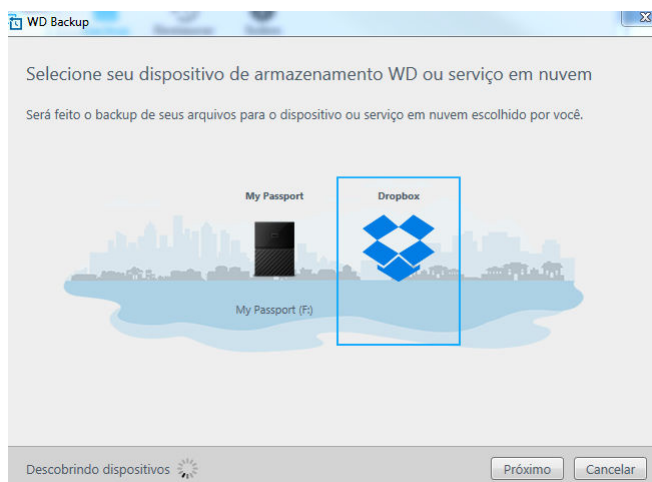 WD Backup
Selecione seu dispositivo de armazenamento WD ou serviço em nuvem
Será feito o backup de seus arquivos para o dispositivo ou serviço em nuvem escolhido por você.
My Passport Dropbox
My Passport (F:)
Descobrindo dispositivos Próximo Cancelar